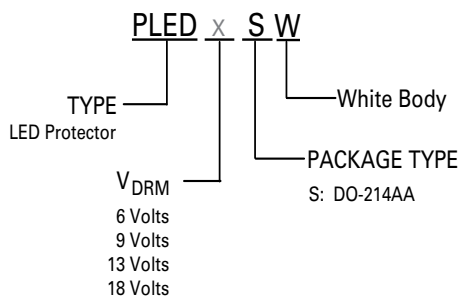 PLED x S W
White Body
TYPE
LED Protector
PACKAGE TYPE
S: DO-214AA
VDRM
6 Volts
9 Volts
13 Volts
18 Volts